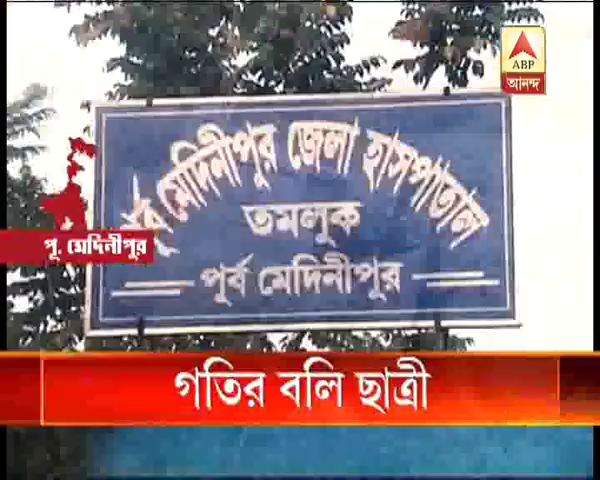 ABP
আনন্দ
পূর্ব মেদিনীপুর জেলা হাসপাতাল
তমলুক
পূর্ব মেদিনীপুর
পূ. মেদিনীপুর
গতির বলি ছাত্রী